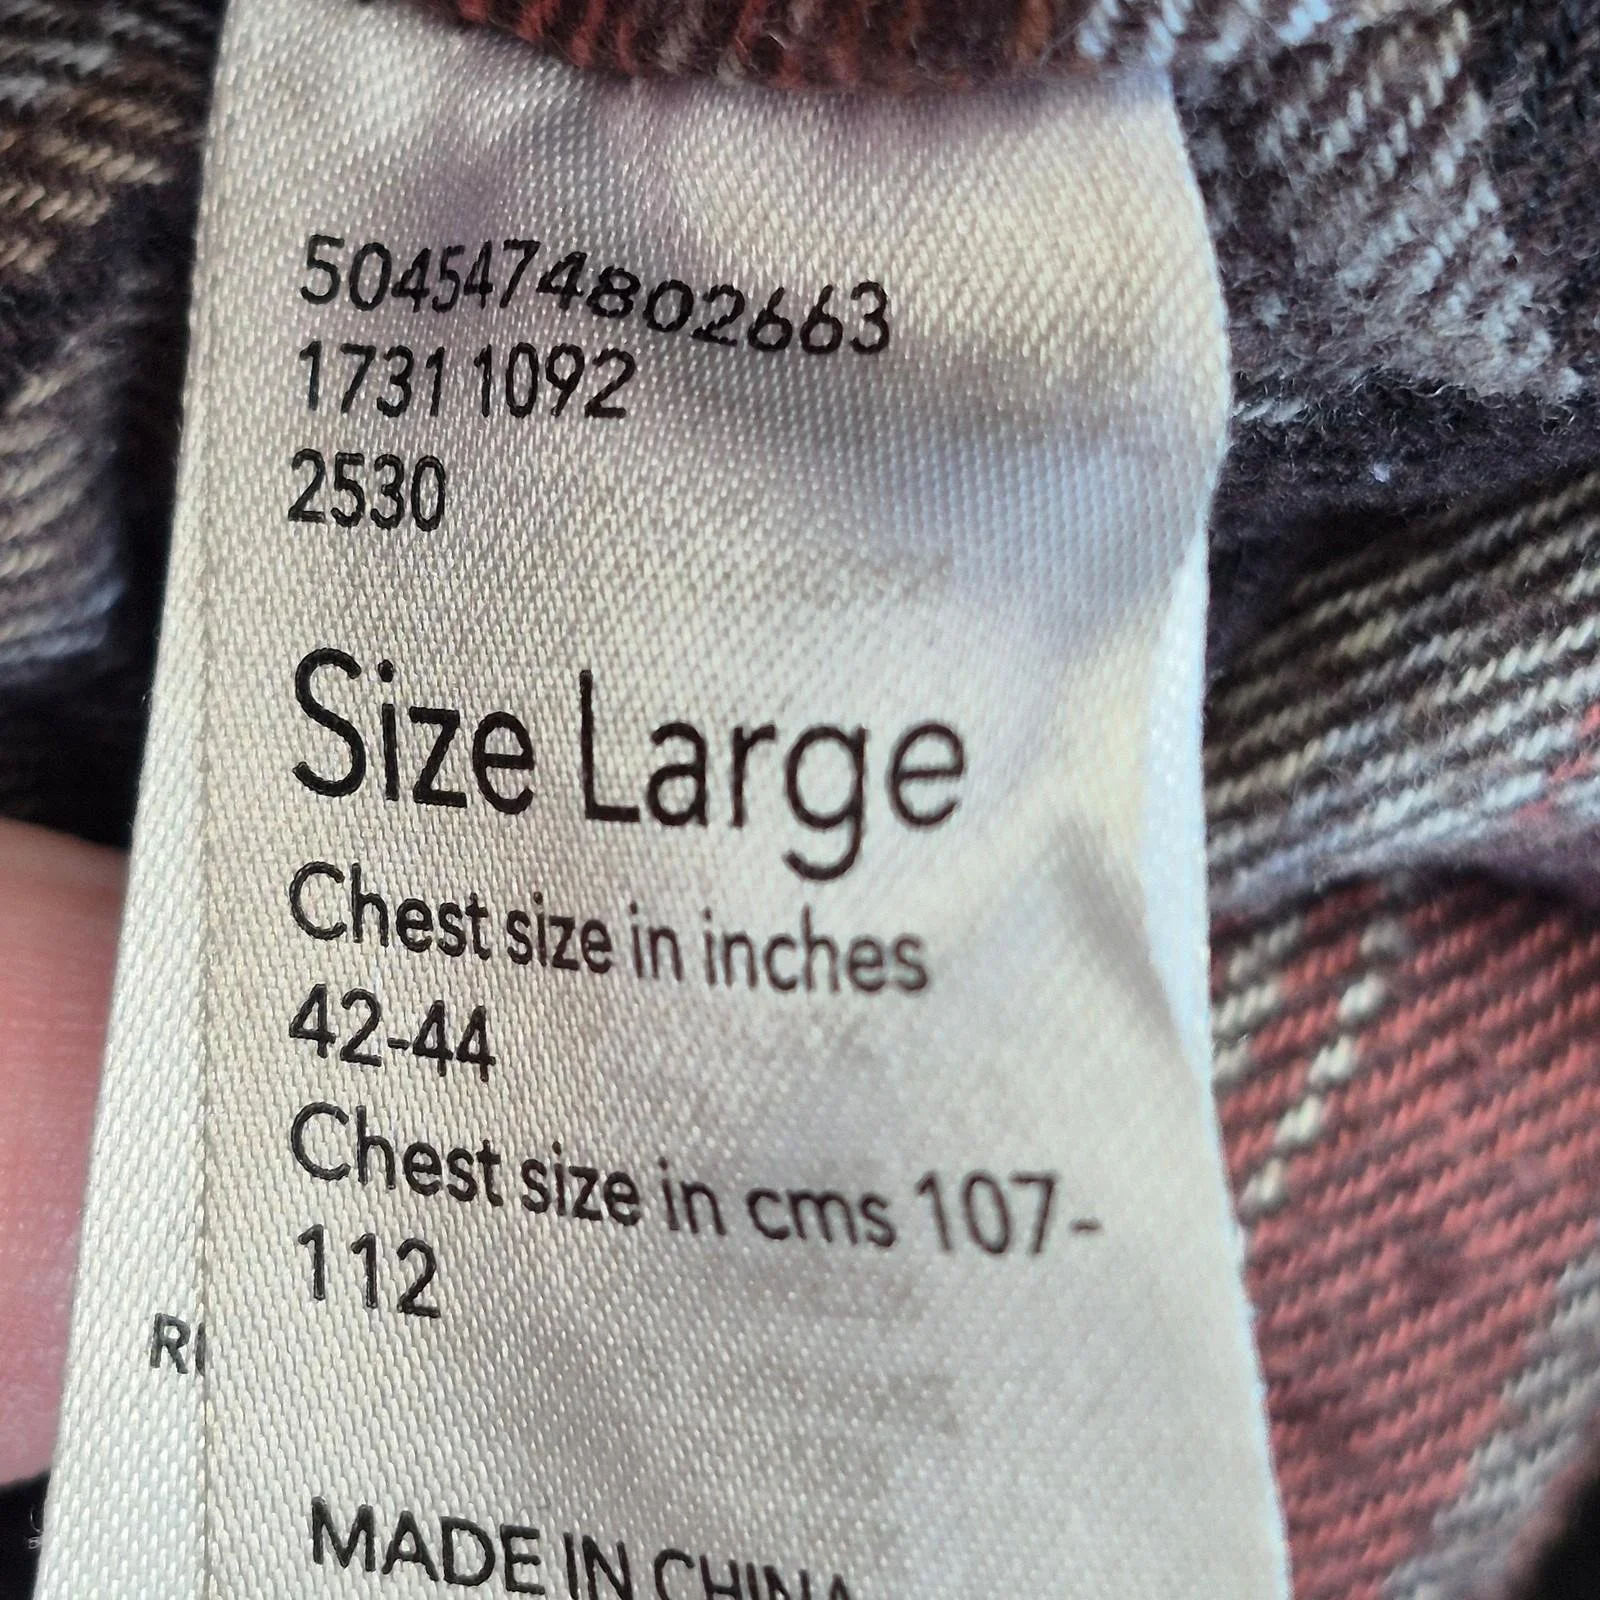 5045474802663
1731 1092
2530
Size Large
Chest size in inches
42-44
Chest size in cms 107-
112
MADE IN CHINA